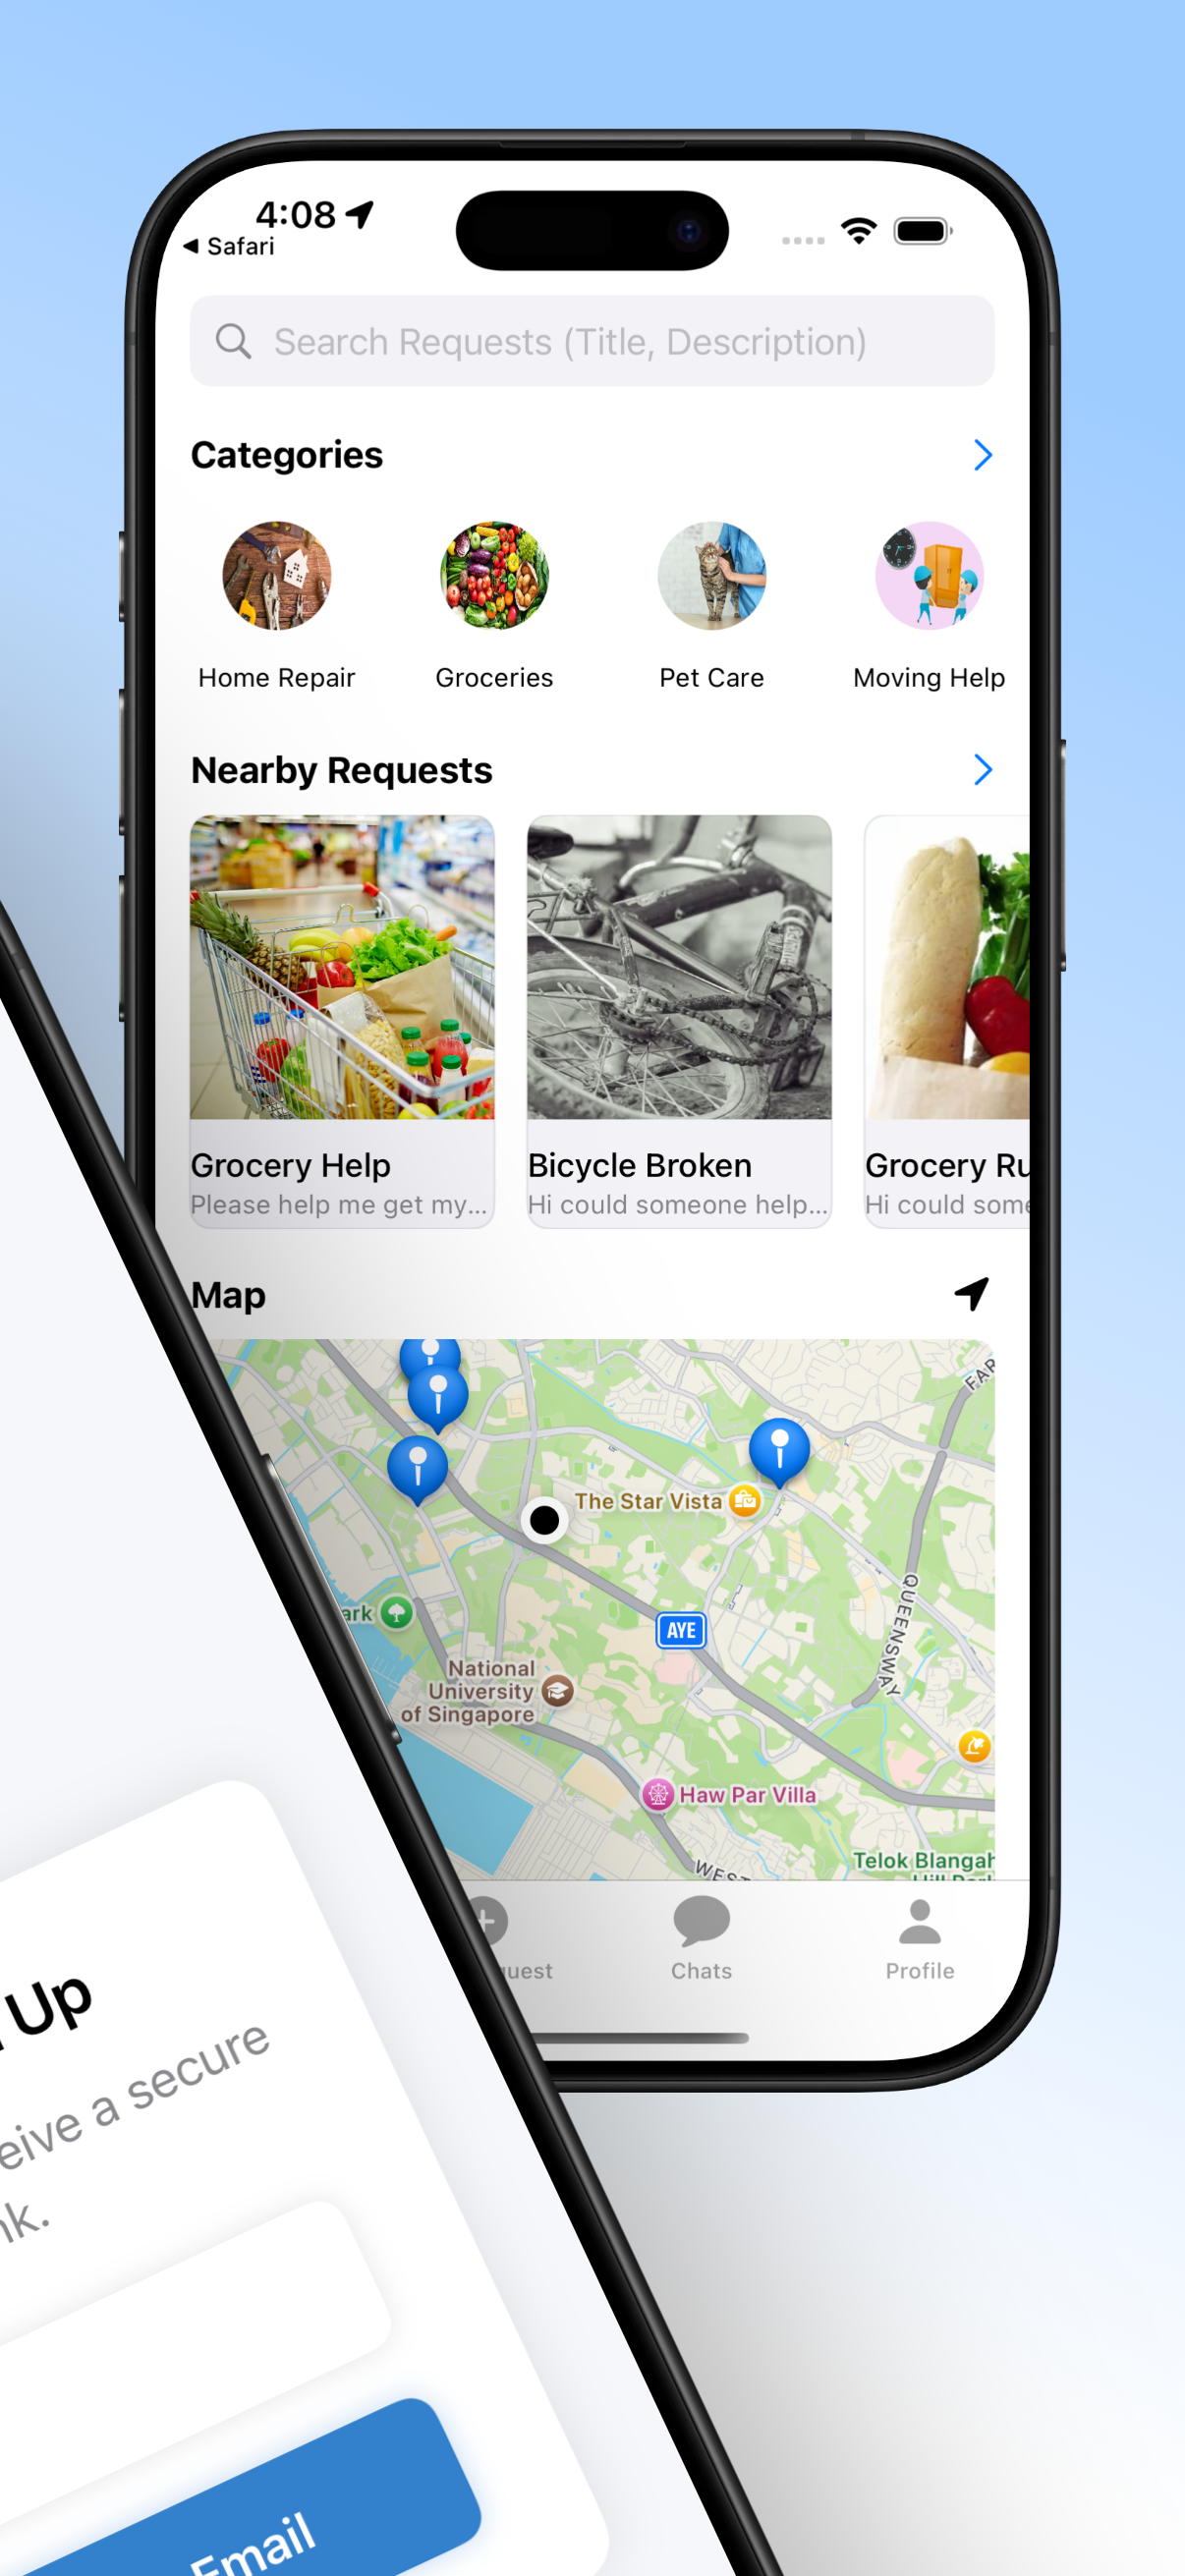 4:08
Safari
Search Requests (Title, Description)
Categories
Home Repair
Groceries
Pet Care
Moving Help
Nearby Requests
Grocery Help
Please help me get my...
Bicycle Broken
Hi could someone help...
Grocery Ru
Hi could some
Map
FAR
The Star Vista
QUEENSWAY
ark
AYE
National
University
of Singapore
Haw Par Villa
WEST
Telok Blangah
Hill Park
uest
Chats
Profile
Up
eive a secure
nk.
Email